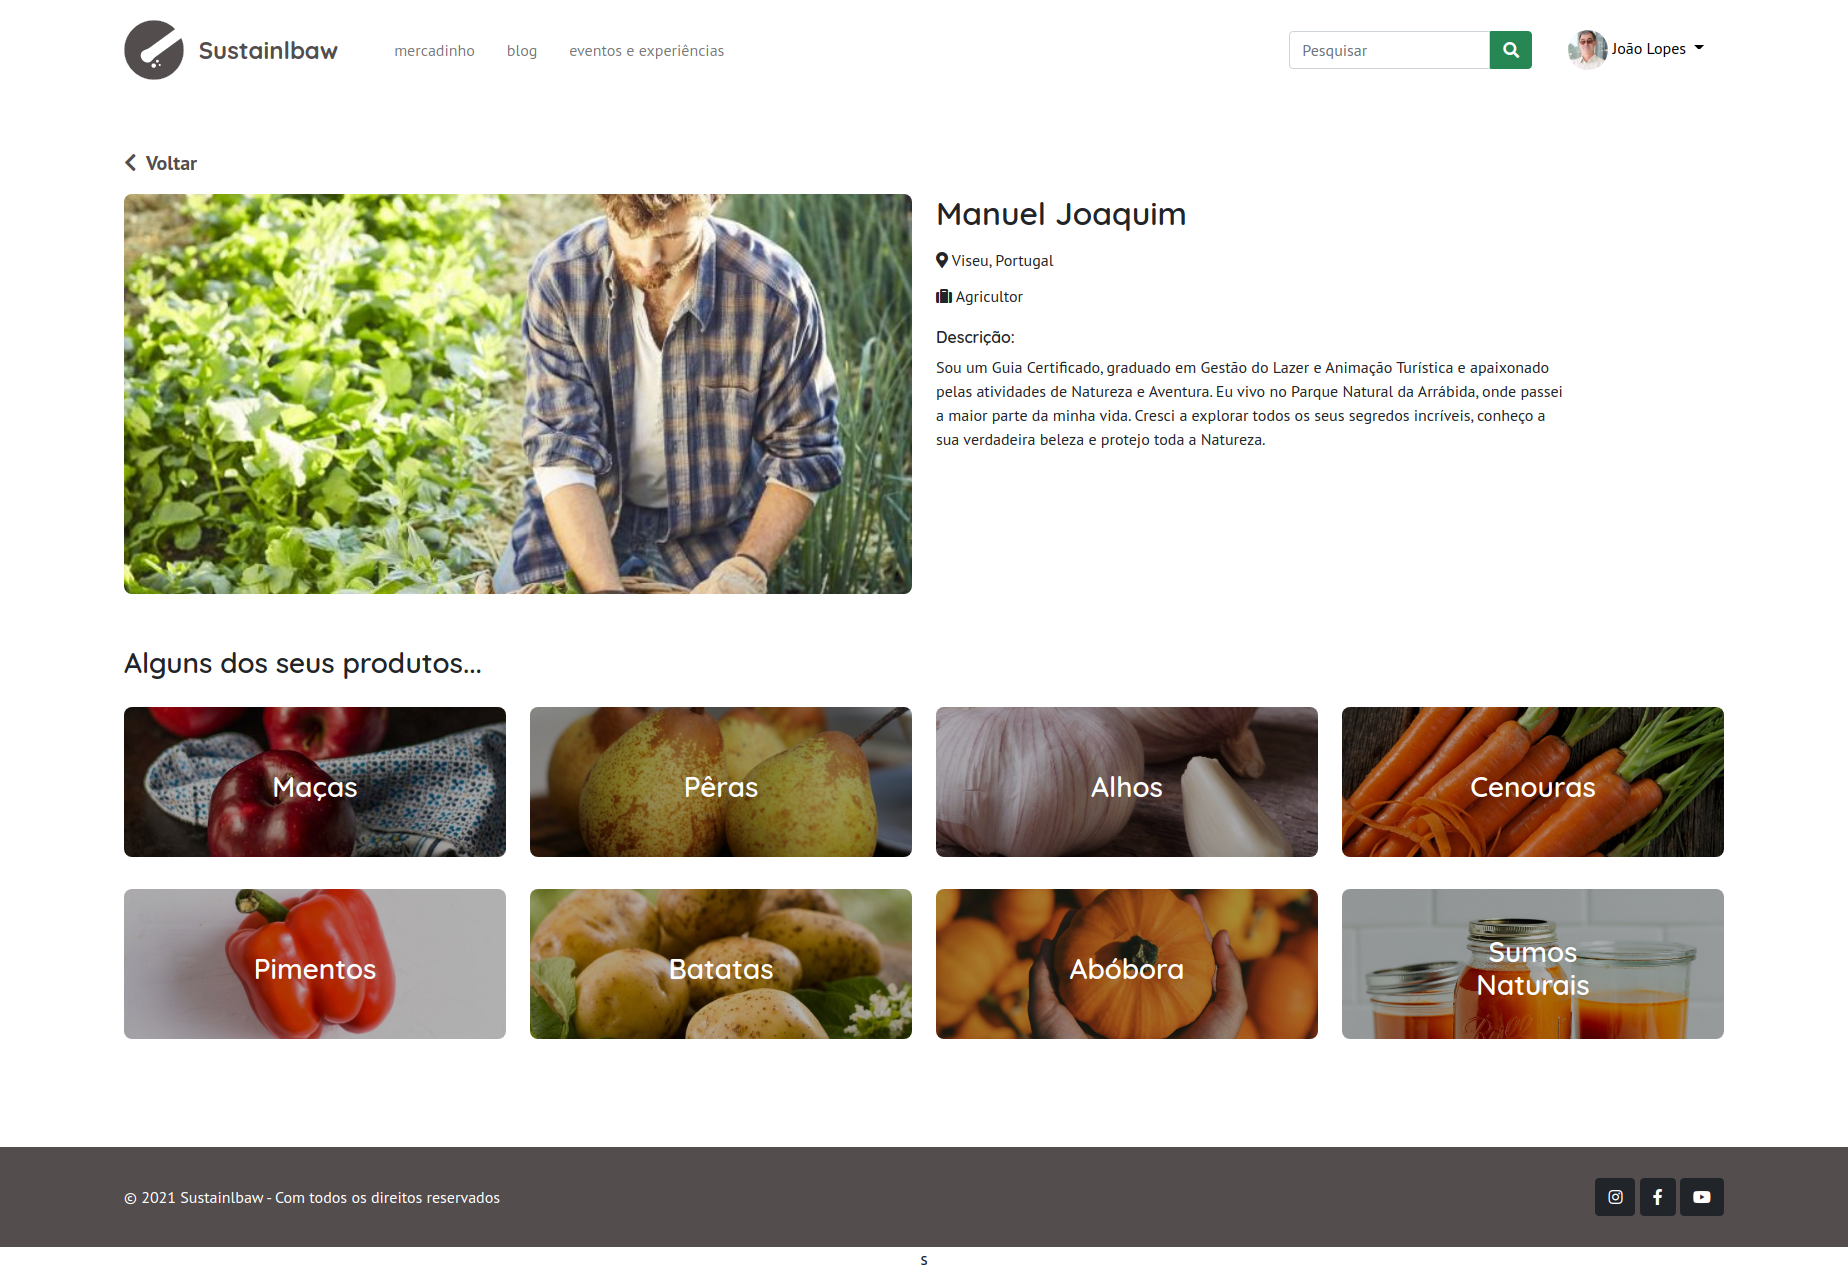 Sustainlbaw
mercadinho
blog
eventos e experiências
Pesquisar
João Lopes
Voltar
Manuel Joaquim
Viseu, Portugal
Agricultor
Descrição:
Sou um Guia Certificado, graduado em Gestão do Lazer e Animação Turística e apaixonado
pelas atividades de Natureza e Aventura. Eu vivo no Parque Natural da Arrábida, onde passei
a maior parte da minha vida. Cresci a explorar todos os seus segredos incríveis, conheço a
sua verdadeira beleza e protejo toda a Natureza.
Alguns dos seus produtos...
Maças
Pêras
Alhos
Cenouras
Pimentos
Batatas
Abóbora
Sumos
Naturais
© 2021 Sustainlbaw - Com todos os direitos reservados
s